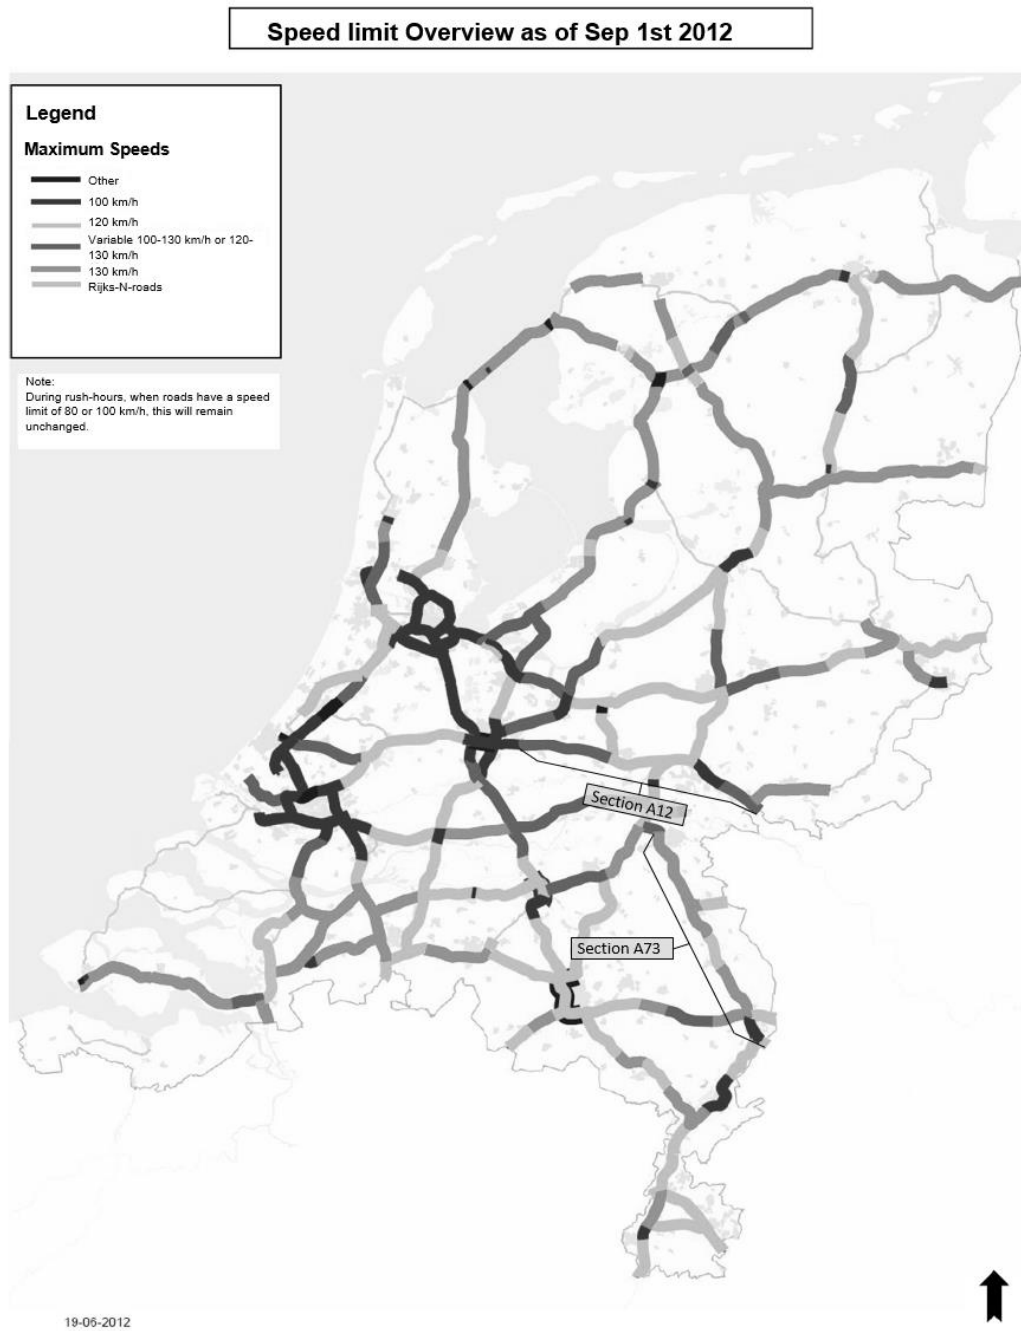 Speed limit Overview as of Sep 1st 2012
Legend
Maximum Speeds
Other
100 km/h
120 km/h
Variable 100-130 km/h or 120-
130 km/h
130 km/h
Rijks-N-roads
Note:
During rush-hours, when roads have a speed
limit of 80 or 100 km/h, this will remain
unchanged.
Section A12
Section A73
19-06-2012